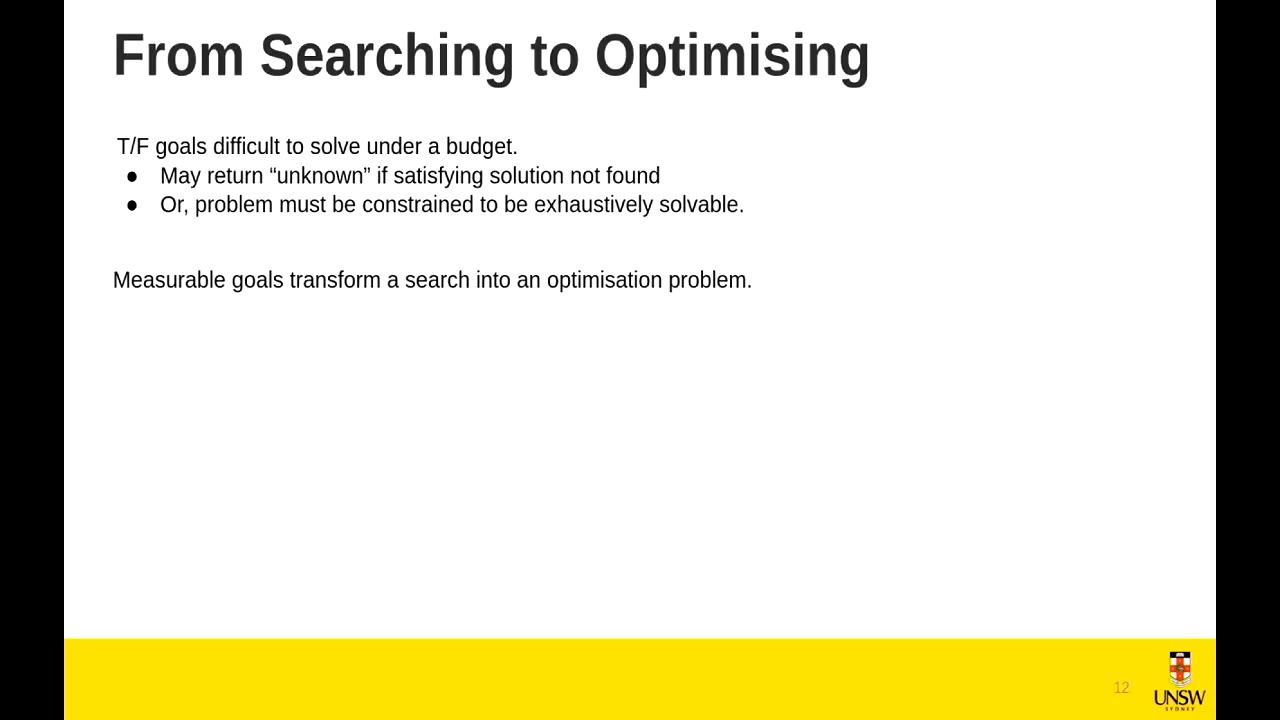 From Searching to Optimising
T/F goals difficult to solve under a budget.
● May return “unknown” if satisfying solution not found
● Or, problem must be constrained to be exhaustively solvable.
Measurable goals transform a search into an optimisation problem.
12
UNSW
SYDNEY